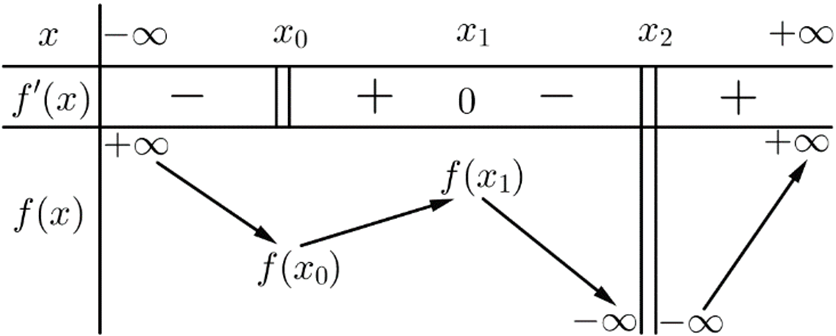 x −∞ x₀ x₁ x₂ +∞
f′(x) − + 0 − +
+∞ +∞
f(x₁)
f(x)
f(x₀)
−∞ −∞